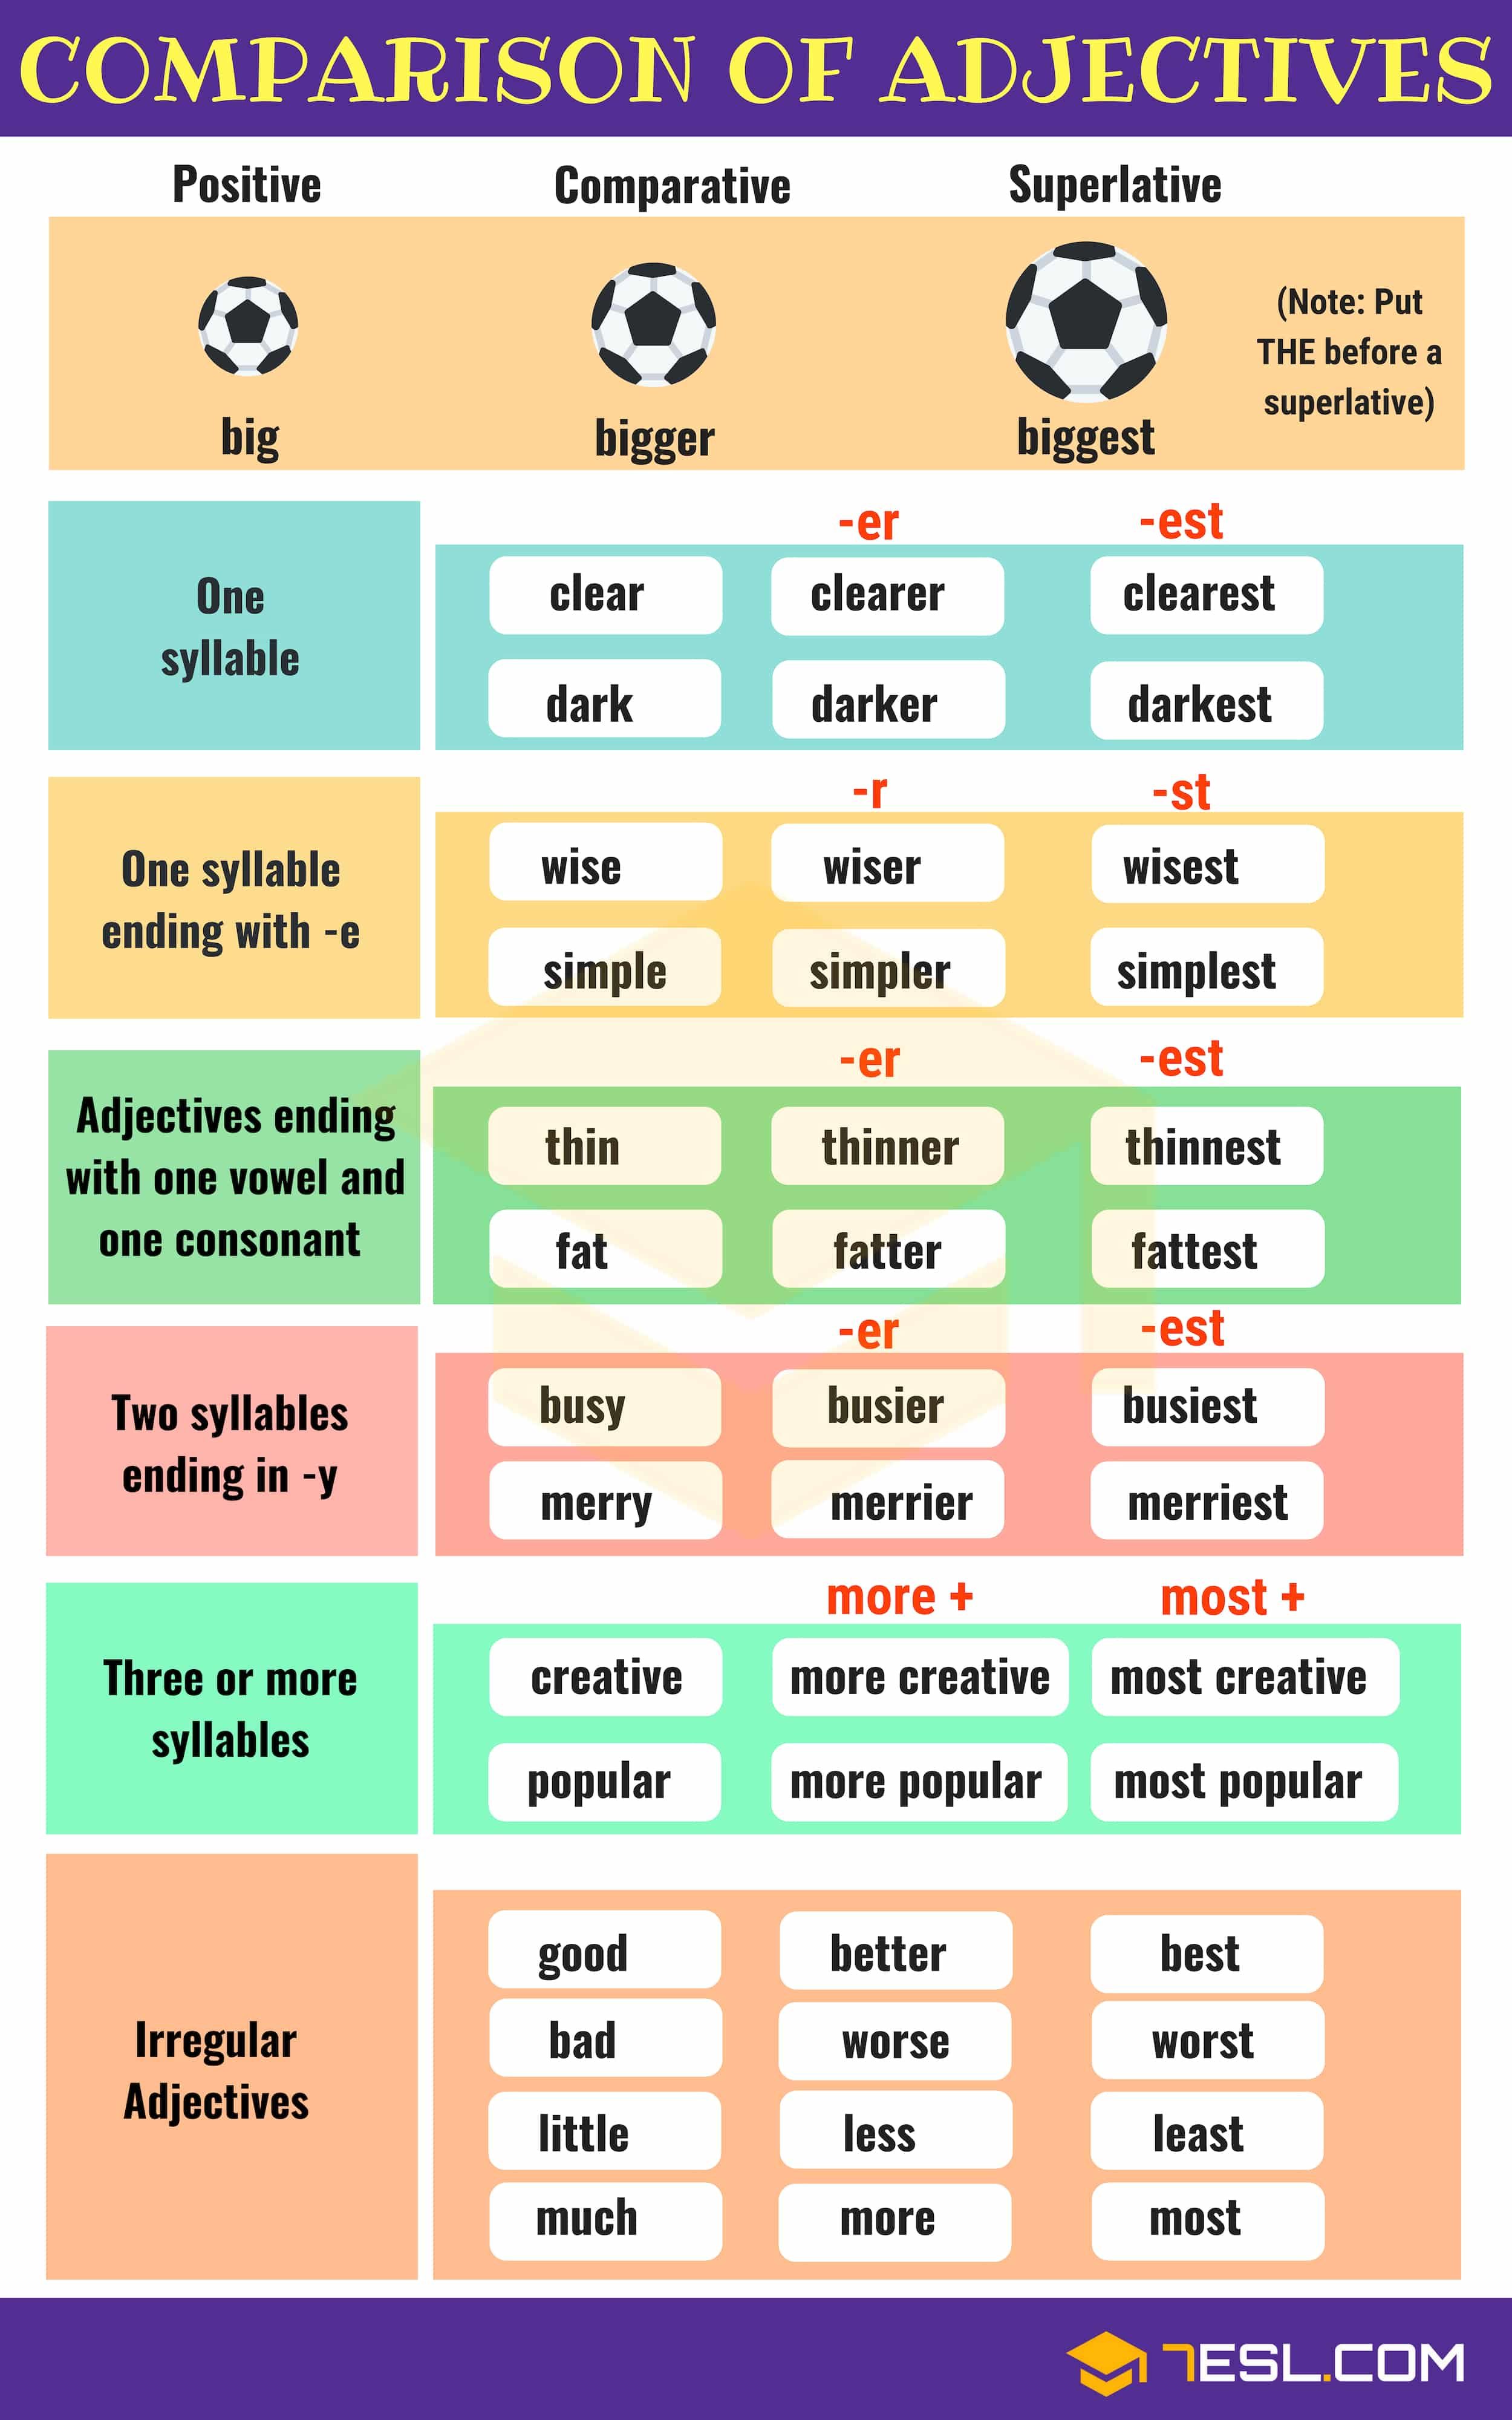 COMPARISON OF ADJECTIVES
Positive Comparative Superlative
(Note: Put
THE before a
superlative)
big bigger biggest
-er -est
One
syllable
clear clearer clearest
dark darker darkest
-r -st
One syllable
ending with -e
wise wiser wisest
simple simpler simplest
-er -est
Adjectives ending
with one vowel and
one consonant
thin thinner thinnest
fat fatter fattest
-er -est
Two syllables
ending in -y
busy busier busiest
merry merrier merriest
more + most +
Three or more
syllables
creative more creative most creative
popular more popular most popular
Irregular
Adjectives
good better best
bad worse worst
little less least
much more most
7ESL.COM